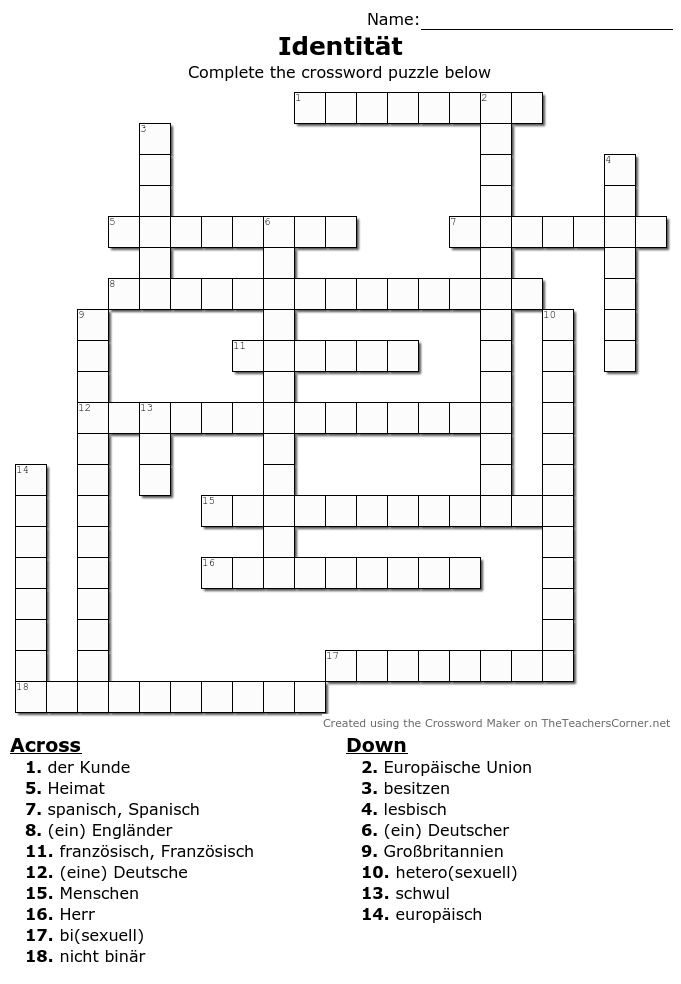 Name:
Identität
Complete the crossword puzzle below
1 2
3
4
5 6 7
8
9 10
11
12 13
14
15
16
17
18
Created using the Crossword Maker on TheTeachersCorner.net
Across
1. der Kunde
5. Heimat
7. spanisch, Spanisch
8. (ein) Engländer
11. französisch, Französisch
12. (eine) Deutsche
15. Menschen
16. Herr
17. bi(sexuell)
18. nicht binär
Down
2. Europäische Union
3. besitzen
4. lesbisch
6. (ein) Deutscher
9. Großbritannien
10. hetero(sexuell)
13. schwul
14. europäisch